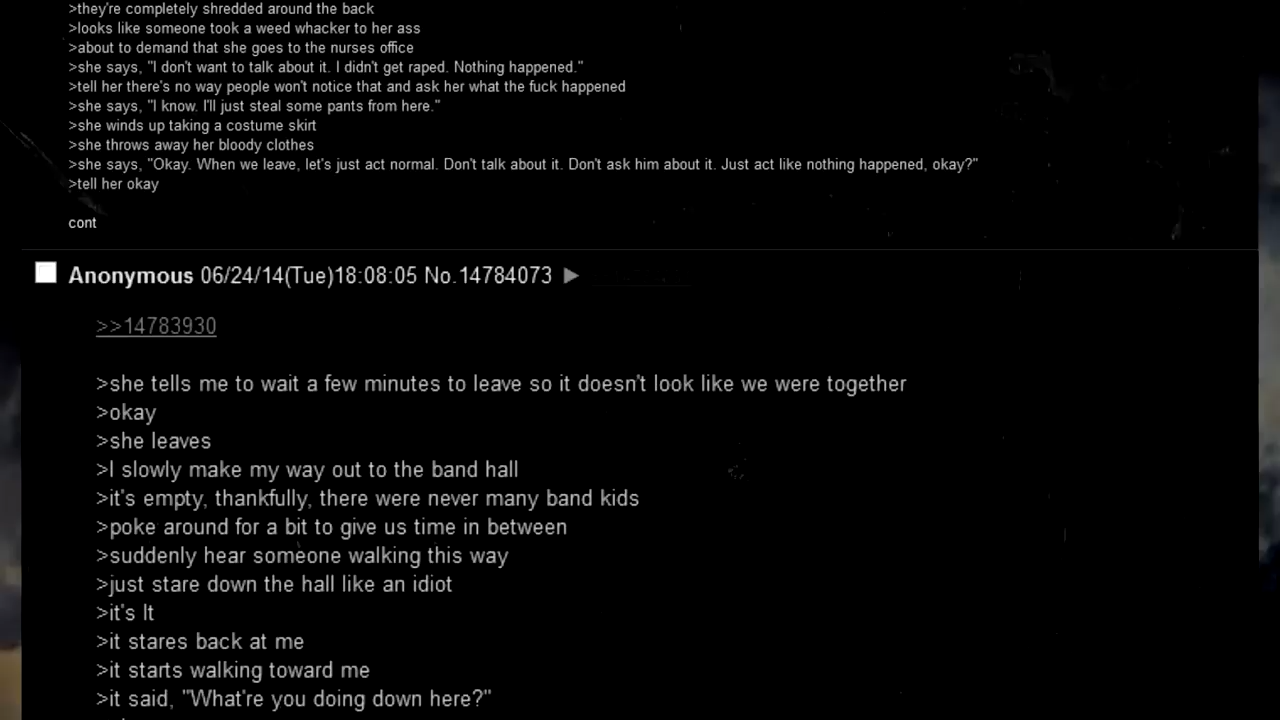 >they're completely shredded around the back
>looks like someone took a weed whacker to her ass
>about to demand that she goes to the nurses office
>she says, "I don't want to talk about it. I didn't get raped. Nothing happened."
>tell her there's no way people won't notice that and ask her what the fuck happened
>she says, "I know. I'll just steal some pants from here."
>she winds up taking a costume skirt
>she throws away her bloody clothes
>she says, "Okay. When we leave, let's just act normal. Don't talk about it. Don't ask him about it. Just act like nothing happened, okay?"
>tell her okay
cont
Anonymous 06/24/14(Tue)18:08:05 No.14784073 ▶
>>14783930
>she tells me to wait a few minutes to leave so it doesn't look like we were together
>okay
>she leaves
>I slowly make my way out to the band hall
>it's empty, thankfully, there were never many band kids
>poke around for a bit to give us time in between
>suddenly hear someone walking this way
>just stare down the hall like an idiot
>it's It
>it stares back at me
>it starts walking toward me
>it said, "What're you doing down here?"